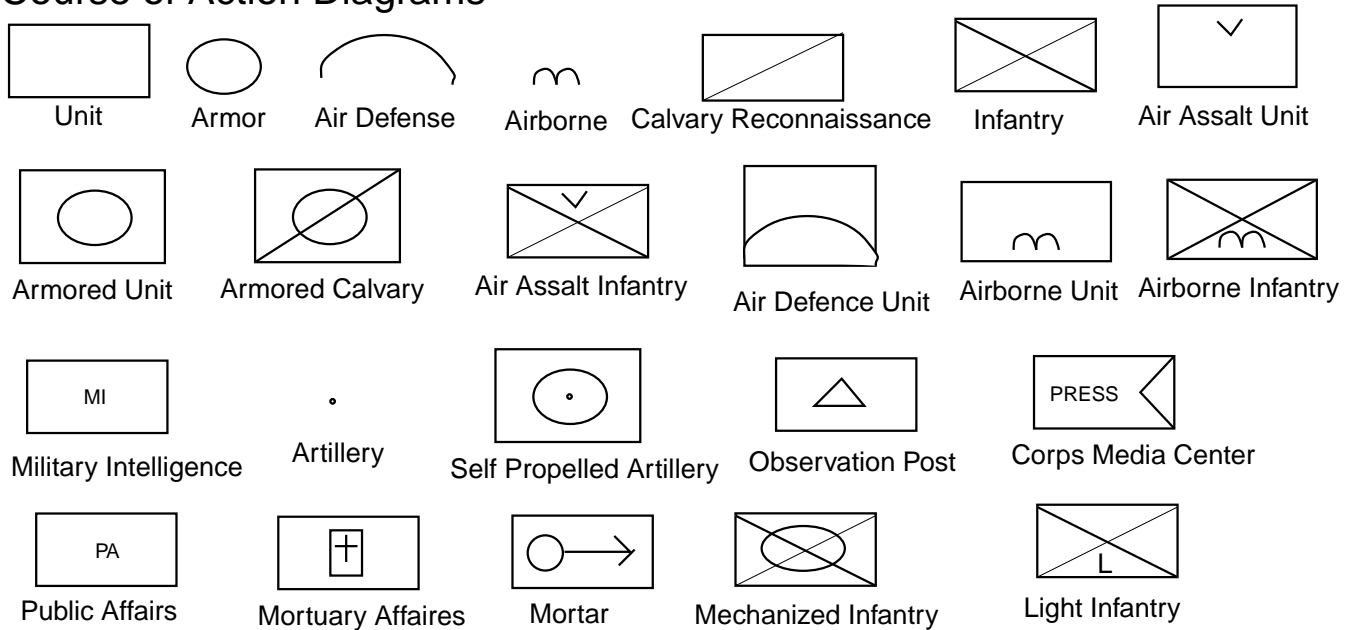 Course of Action Diagrams
Unit
Armor
Air Defense
Airborne
Calvary Reconnaissance
Infantry
Air Assalt Unit
Armored Unit
Armored Calvary
Air Assalt Infantry
Air Defence Unit
Airborne Unit
Airborne Infantry
MI
PRESS
Military Intelligence
Artillery
Self Propelled Artillery
Observation Post
Corps Media Center
PA
L
Public Affairs
Mortuary Affaires
Mortar
Mechanized Infantry
Light Infantry